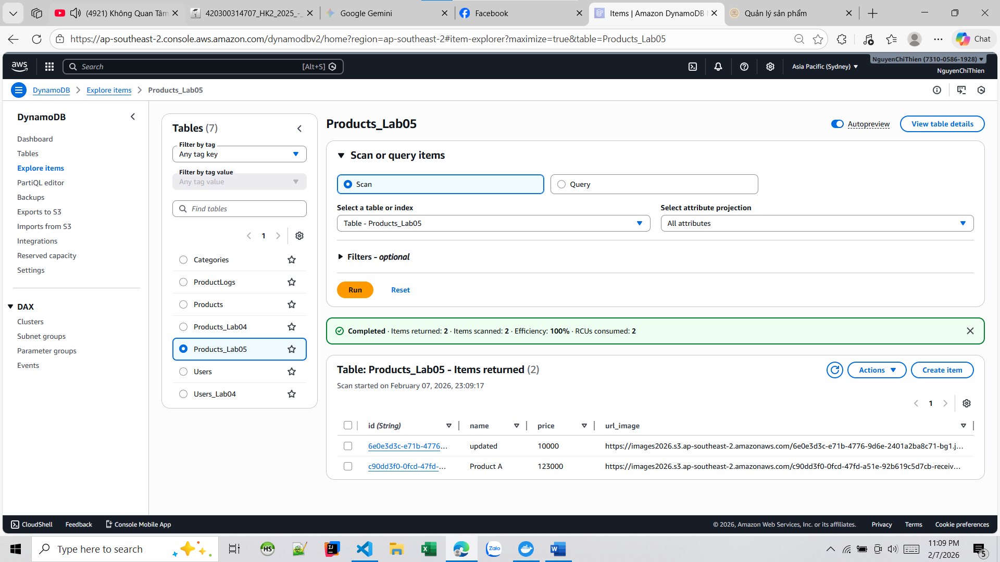 (4921) Không Quan Tâm
420300314707_HK2_2025_-_
Google Gemini
Facebook
Items | Amazon DynamoDB
Quản lý sản phẩm
https://ap-southeast-2.console.aws.amazon.com/dynamodbv2/home?region=ap-southeast-2#item-explorer?maximize=true&table=Products_Lab05
Chat
aws
Search
[Alt+S]
Asia Pacific (Sydney)
NguyenChiThien (7310-0586-1928)
NguyenChiThien
DynamoDB
Explore items
Products_Lab05
DynamoDB
Dashboard
Tables
Explore items
PartiQL editor
Backups
Exports to S3
Imports from S3
Integrations
Reserved capacity
Settings
DAX
Clusters
Subnet groups
Parameter groups
Events
Tables (7)
Filter by tag
Any tag key
Filter by tag value
Any tag value
Find tables
1
Categories
ProductLogs
Products
Products_Lab04
Products_Lab05
Users
Users_Lab04
Products_Lab05
Autopreview
View table details
Scan or query items
Scan
Query
Select a table or index
Table - Products_Lab05
Select attribute projection
All attributes
Filters - optional
Run
Reset
Completed · Items returned: 2 · Items scanned: 2 · Efficiency: 100% · RCUs consumed: 2
Table: Products_Lab05 - Items returned (2)
Actions
Create item
Scan started on February 07, 2026, 23:09:17
1
id (String)
name
price
url_image
6e0e3d3c-e71b-4776...
updated
10000
https://images2026.s3.ap-southeast-2.amazonaws.com/6e0e3d3c-e71b-4776-9d6e-2401a2ba8c71-bg1.j...
c90dd3f0-0fcd-47fd-...
Product A
123000
https://images2026.s3.ap-southeast-2.amazonaws.com/c90dd3f0-0fcd-47fd-a51e-92b619c5d7cb-receiv...
CloudShell
Feedback
Console Mobile App
© 2026, Amazon Web Services, Inc. or its affiliates.
Privacy
Terms
Cookie preferences
Type here to search
HS
IJ
Zalo
W
11:09 PM
2/7/2026
5